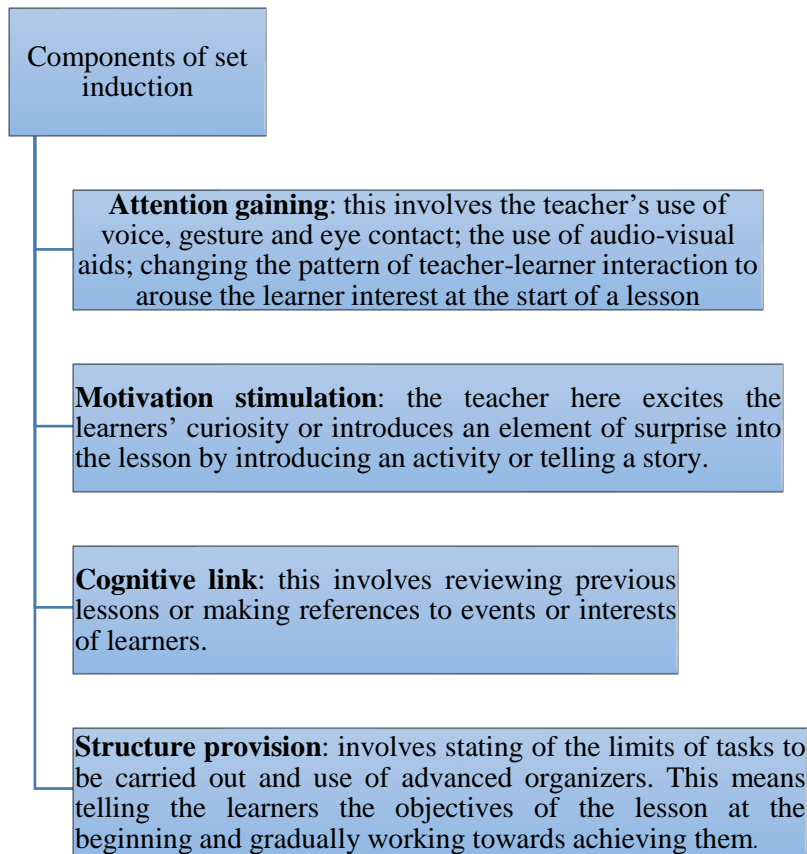 Components of set
induction
Attention gaining: this involves the teacher’s use of
voice, gesture and eye contact; the use of audio-visual
aids; changing the pattern of teacher-learner interaction to
arouse the learner interest at the start of a lesson
Motivation stimulation: the teacher here excites the
learners’ curiosity or introduces an element of surprise into
the lesson by introducing an activity or telling a story.
Cognitive link: this involves reviewing previous
lessons or making references to events or interests
of learners.
Structure provision: involves stating of the limits of tasks to
be carried out and use of advanced organizers. This means
telling the learners the objectives of the lesson at the
beginning and gradually working towards achieving them.